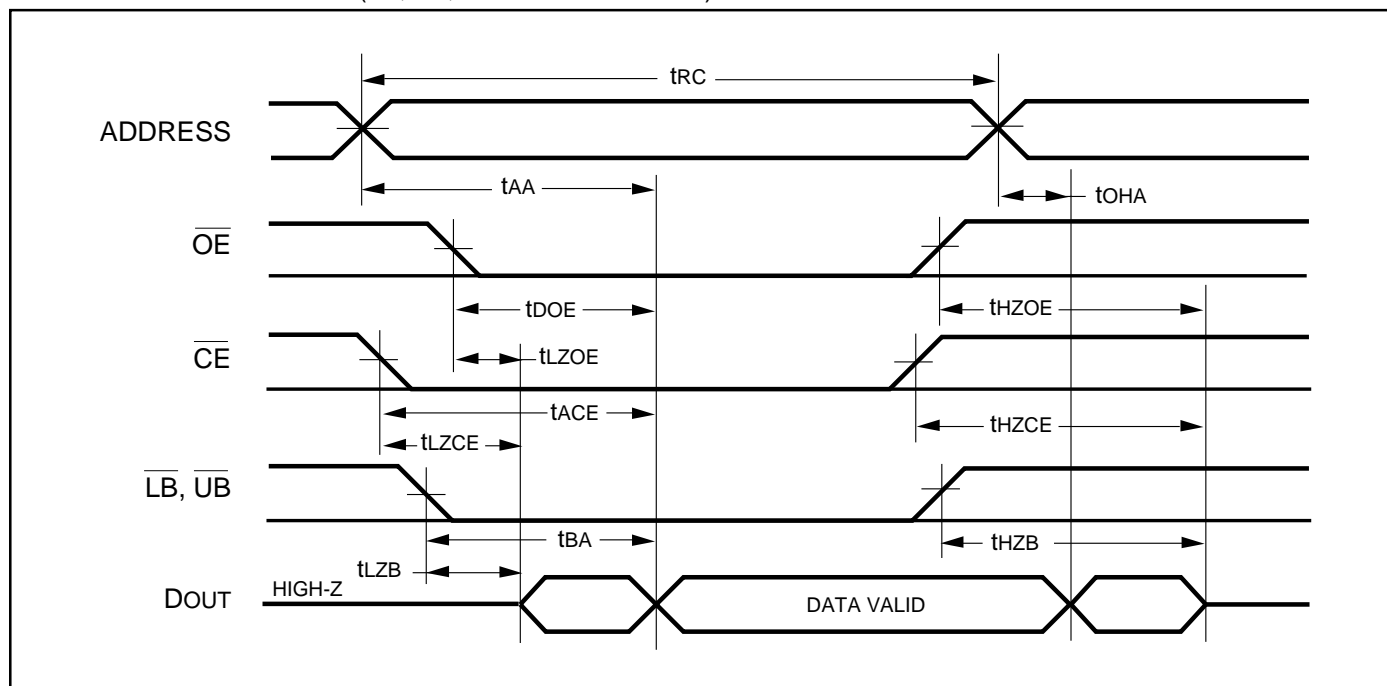 tRC
ADDRESS
tAA
tOHA
OE
tDOE
tHZOE
CE
tLZOE
tACE
tHZCE
tLZCE
LB, UB
tBA
tHZB
tLZB
DOUT
HIGH-Z
DATA VALID